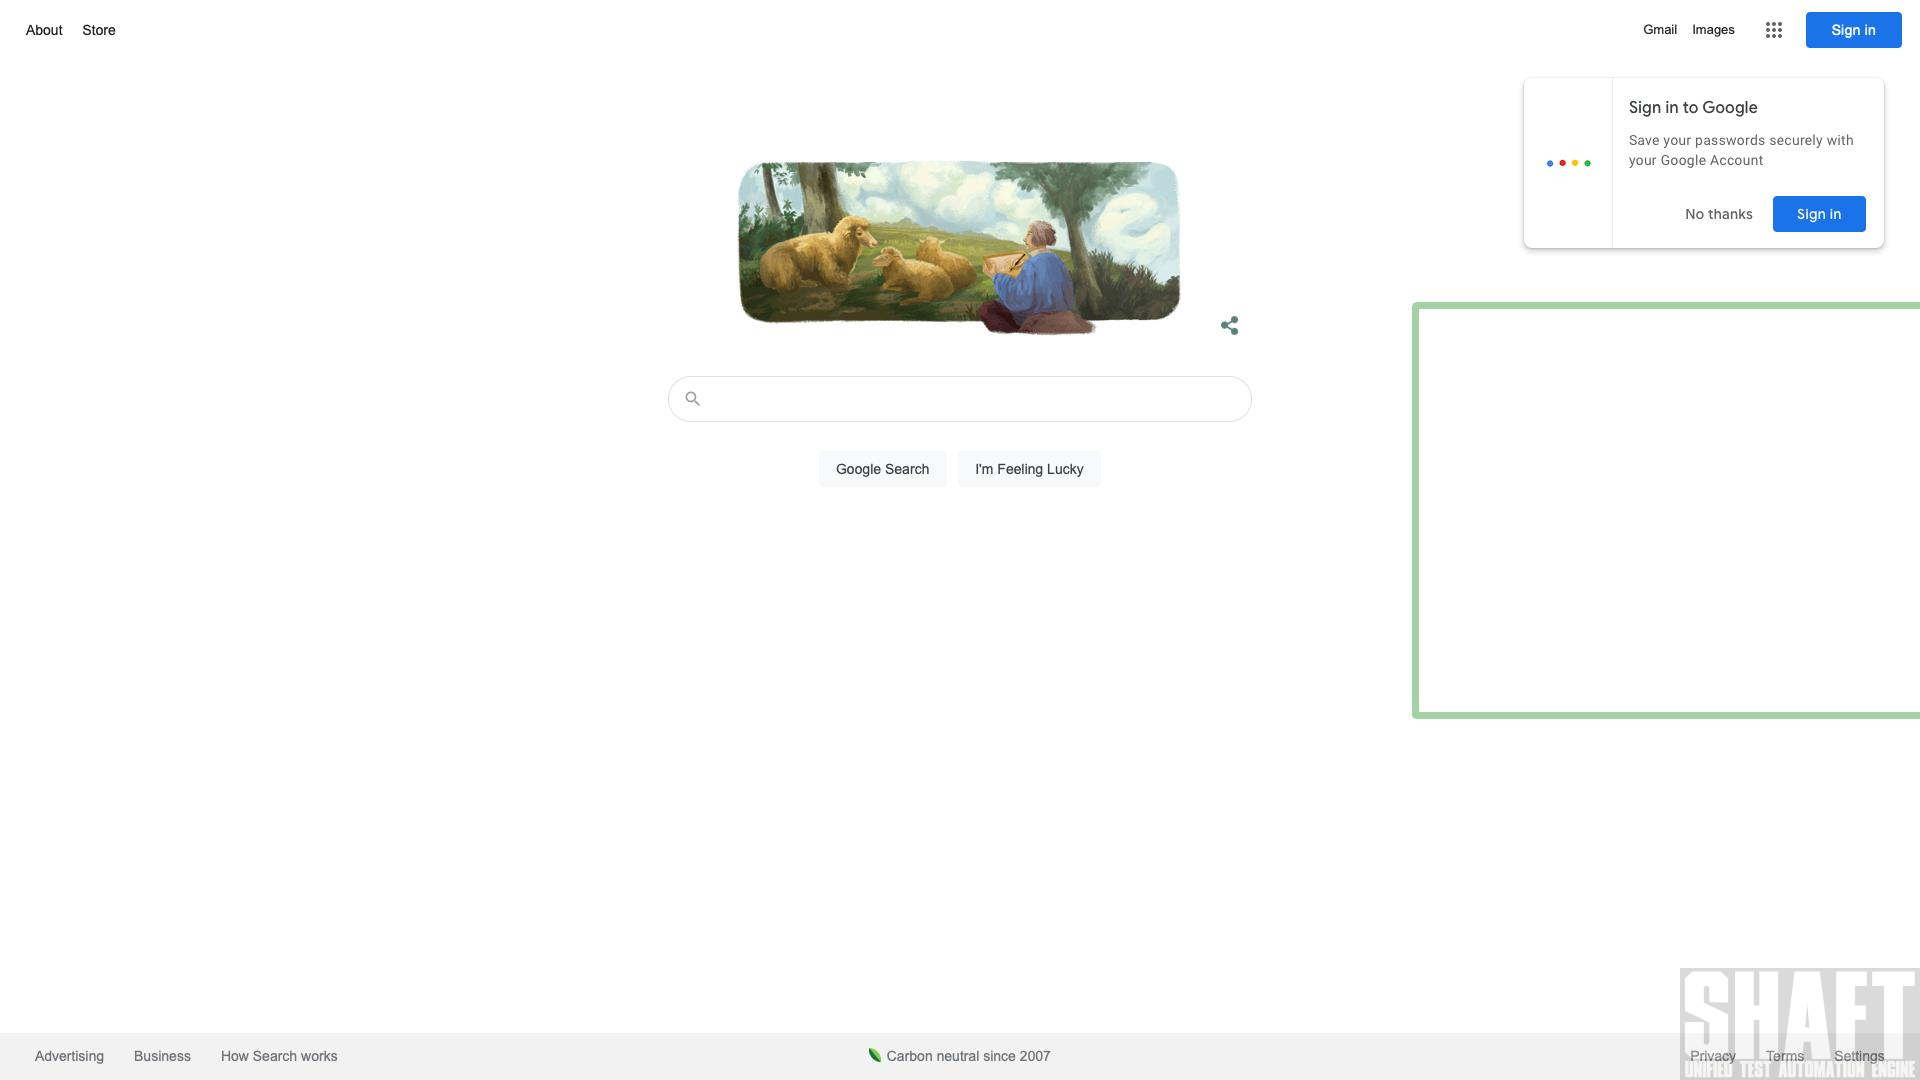 About Store
Gmail Images Sign in
Sign in to Google
Save your passwords securely with
your Google Account
No thanks Sign in
Google Search I'm Feeling Lucky
SHAFT
Advertising Business How Search works Carbon neutral since 2007 Privacy Terms Settings
UNIFIED TEST AUTOMATION ENGINE